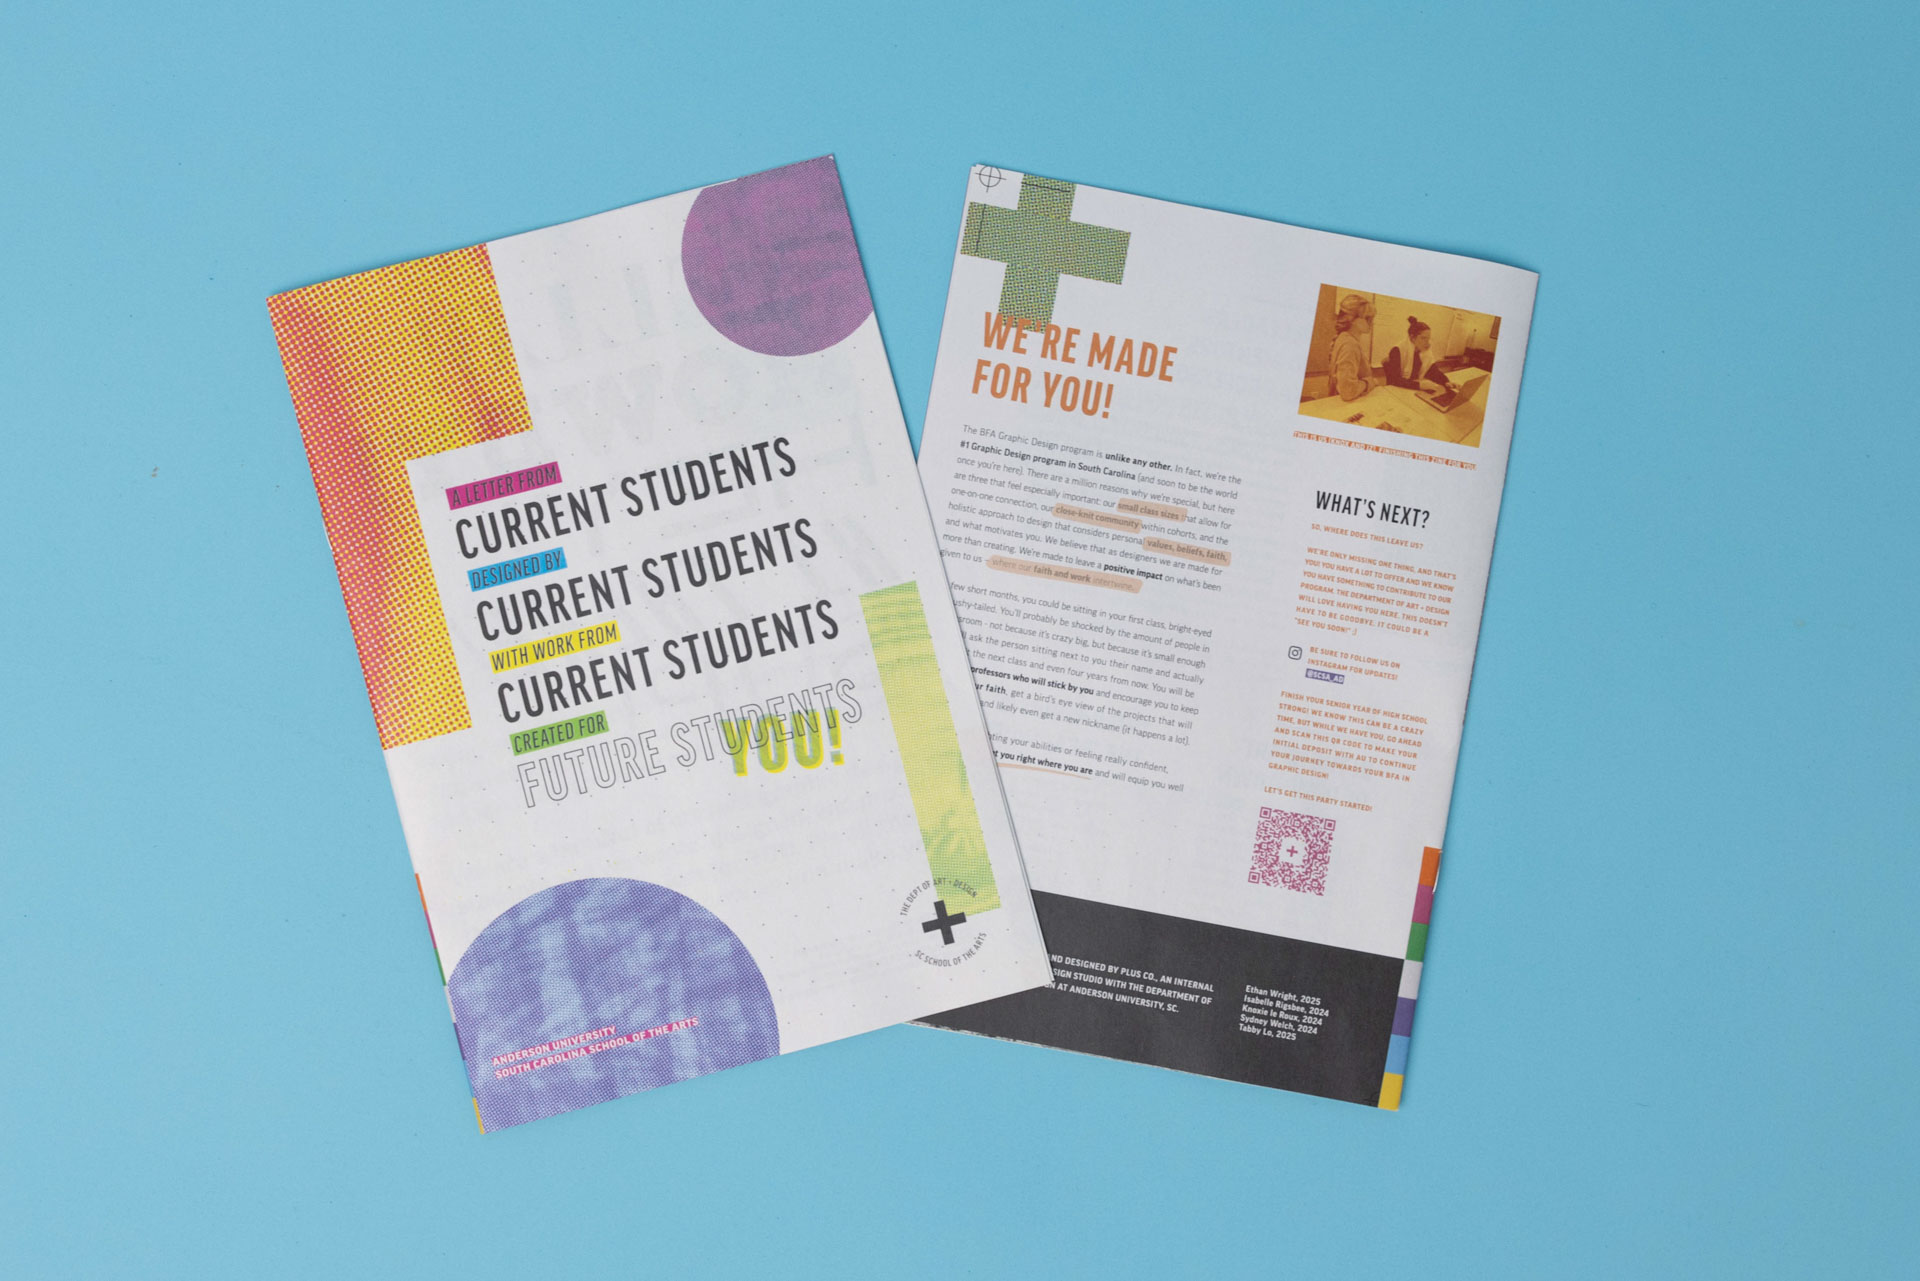 A LETTER FROM
CURRENT STUDENTS
DESIGNED BY
CURRENT STUDENTS
WITH WORK FROM
CURRENT STUDENTS
CREATED FOR
FUTURE STUDENTS
YOU!
THE DEPT OF ART + DESIGN
SC SCHOOL OF THE ARTS
ANDERSON UNIVERSITY
SOUTH CAROLINA SCHOOL OF THE ARTS
WE'RE MADE
FOR YOU!
The BFA Graphic Design program is unlike any other. In fact, we're the
#1 Graphic Design program in South Carolina (and soon to be the world
once you're here). There are a million reasons why we're special, but here
are three that feel especially important: our small class sizes that allow for
one-on-one connection, our close-knit community within cohorts, and the
holistic approach to design that considers personal values, beliefs, faith,
and what motivates you. We believe that as designers we are made for
more than creating. We're made to leave a positive impact on what's been
given to us - where our faith and work intertwine.
few short months, you could be sitting in your first class, bright-eyed
shy-tailed. You'll probably be shocked by the amount of people in
sroom - not because it's crazy big, but because it's small enough
ask the person sitting next to you their name and actually
the next class and even four years from now. You will be
professors who will stick by you and encourage you to keep
ur faith, get a bird's eye view of the projects that will
and likely even get a new nickname (it happens a lot).
ting your abilities or feeling really confident,
t you right where you are and will equip you well
THIS IS US (KNOX AND IZ), FINISHING THIS ZINE FOR YOU
WHAT'S NEXT?
SO, WHERE DOES THIS LEAVE US?
WE'RE ONLY MISSING ONE THING, AND THAT'S
YOU! YOU HAVE A LOT TO OFFER AND WE KNOW
YOU HAVE SOMETHING TO CONTRIBUTE TO OUR
PROGRAM. THE DEPARTMENT OF ART + DESIGN
WILL LOVE HAVING YOU HERE. THIS DOESN'T
HAVE TO BE GOODBYE. IT COULD BE A
"SEE YOU SOON!" ;)
BE SURE TO FOLLOW US ON
INSTAGRAM FOR UPDATES!
@SCSA_AD
FINISH YOUR SENIOR YEAR OF HIGH SCHOOL
STRONG! WE KNOW THIS CAN BE A CRAZY
TIME, BUT WHILE WE HAVE YOU, GO AHEAD
AND SCAN THIS QR CODE TO MAKE YOUR
INITIAL DEPOSIT WITH AU TO CONTINUE
YOUR JOURNEY TOWARDS YOUR BFA IN
GRAPHIC DESIGN!
LET'S GET THIS PARTY STARTED!
ND DESIGNED BY PLUS CO., AN INTERNAL
SIGN STUDIO WITH THE DEPARTMENT OF
N AT ANDERSON UNIVERSITY, SC.
Ethan Wright, 2025
Isabelle Rigsbee, 2024
Knoxie le Roux, 2024
Sydney Welch, 2024
Tabby Lo, 2025